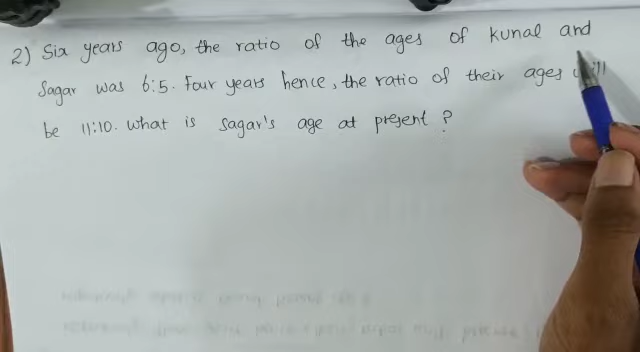 2) Six years ago, the ratio of the ages of kunal and
Sagar was 6:5. Four years hence, the ratio of their ages
be 11:10. What is Sagar's age at present ?